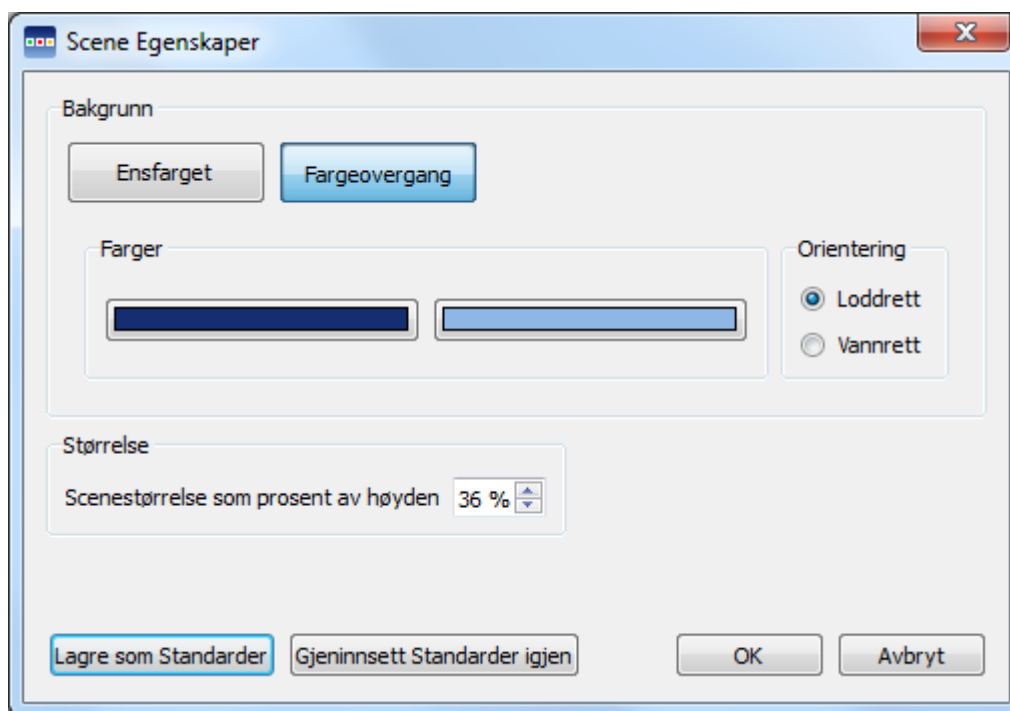 Scene Egenskaper
Bakgrunn
Ensfarget Fargeovergang
Farger Orientering
Loddrett
Vannrett
Størrelse
Scenestørrelse som prosent av høyden 36 %
Lagre som Standarder Gjeninnsett Standarder igjen OK Avbryt